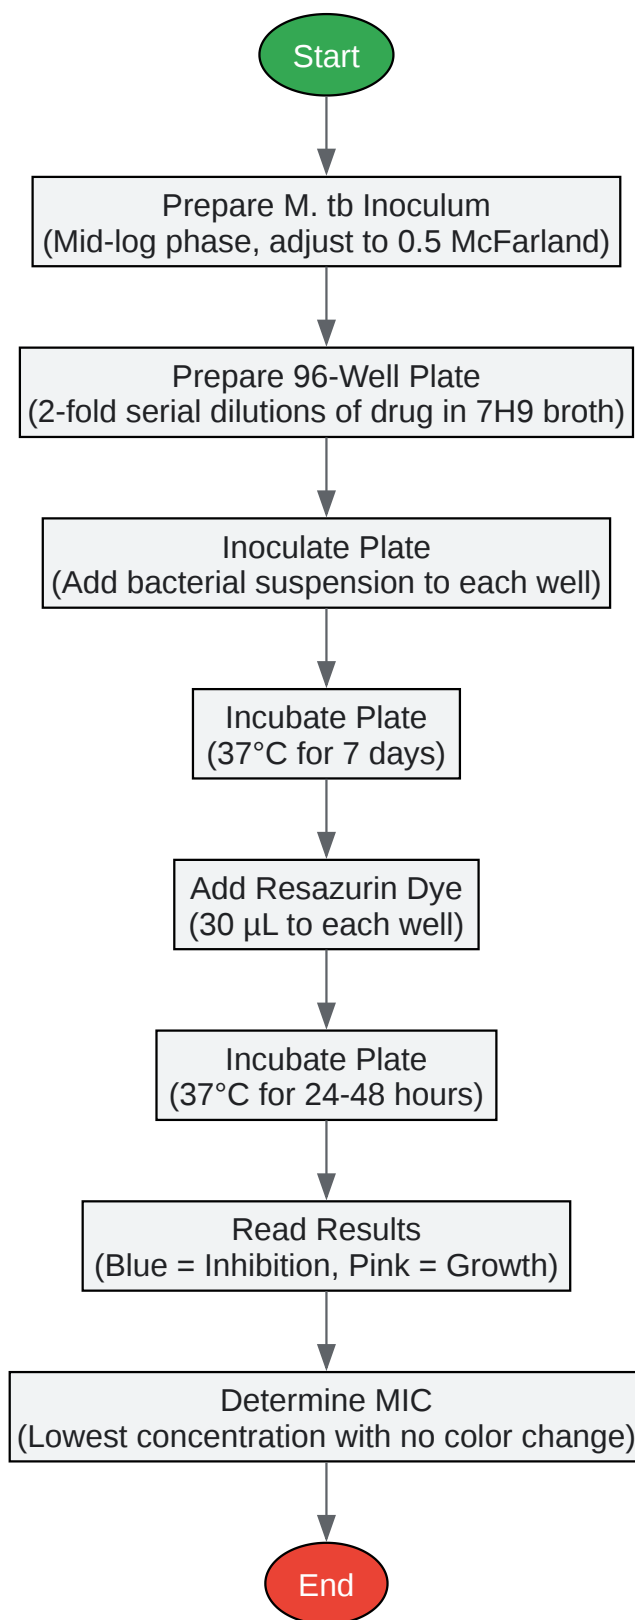 Start
Prepare M. tb Inoculum
(Mid-log phase, adjust to 0.5 McFarland)
Prepare 96-Well Plate
(2-fold serial dilutions of drug in 7H9 broth)
Inoculate Plate
(Add bacterial suspension to each well)
Incubate Plate
(37°C for 7 days)
Add Resazurin Dye
(30 µL to each well)
Incubate Plate
(37°C for 24-48 hours)
Read Results
(Blue = Inhibition, Pink = Growth)
Determine MIC
(Lowest concentration with no color change)
End